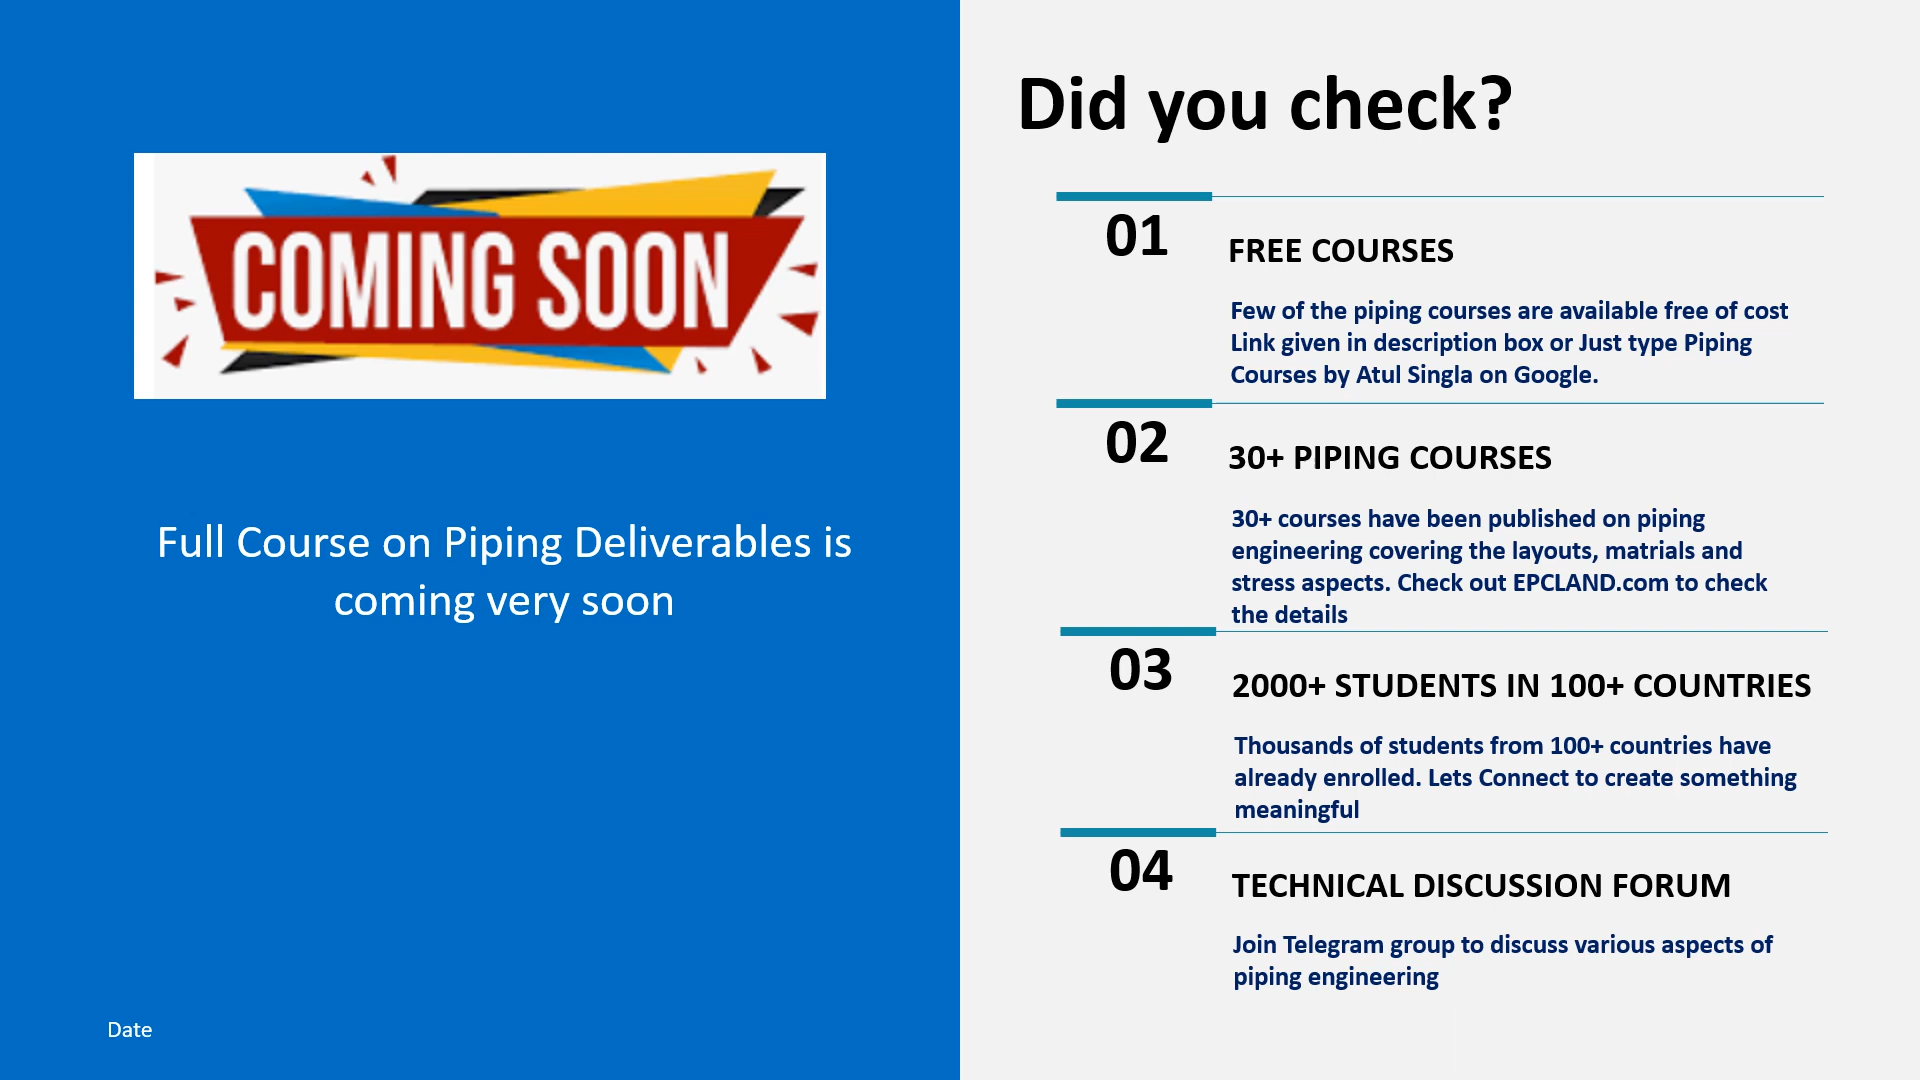 COMING SOON
Full Course on Piping Deliverables is
coming very soon
Date
Did you check?
01
FREE COURSES
Few of the piping courses are available free of cost
Link given in description box or Just type Piping
Courses by Atul Singla on Google.
02
30+ PIPING COURSES
30+ courses have been published on piping
engineering covering the layouts, matrials and
stress aspects. Check out EPCLAND.com to check
the details
03
2000+ STUDENTS IN 100+ COUNTRIES
Thousands of students from 100+ countries have
already enrolled. Lets Connect to create something
meaningful
04
TECHNICAL DISCUSSION FORUM
Join Telegram group to discuss various aspects of
piping engineering